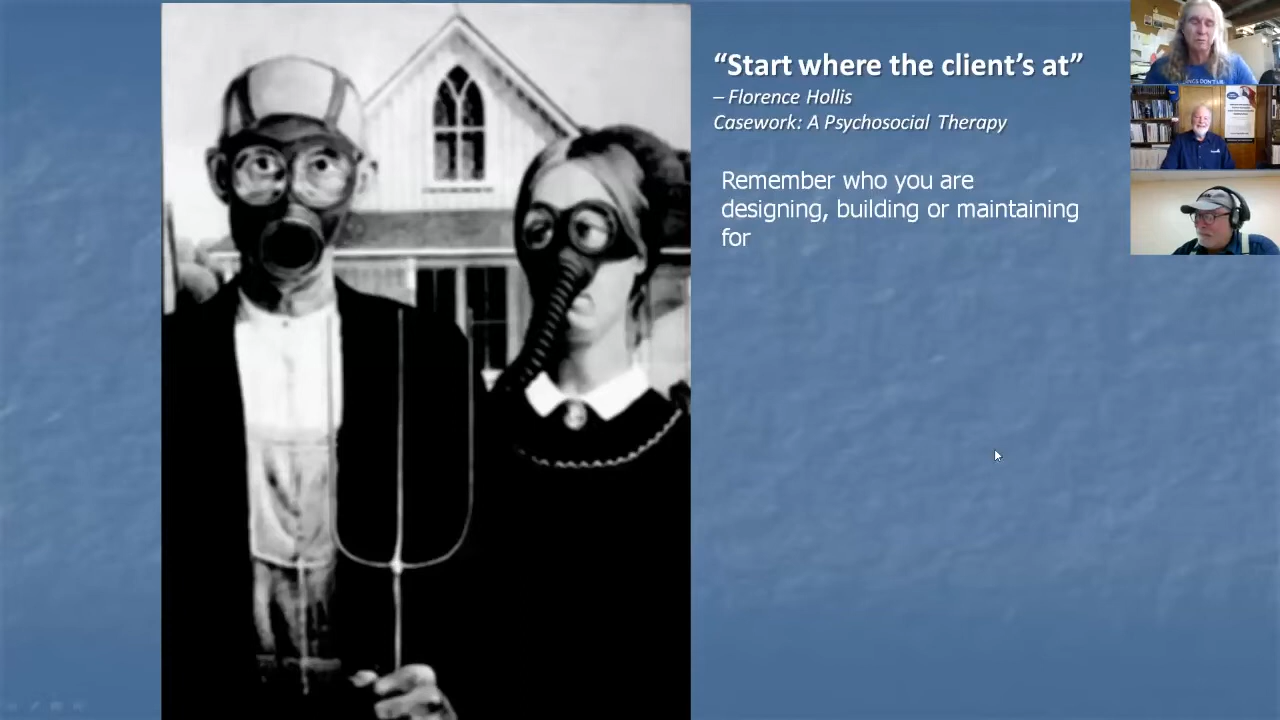 “Start where the client’s at”
– Florence Hollis
Casework: A Psychosocial Therapy
Remember who you are
designing, building or maintaining
for